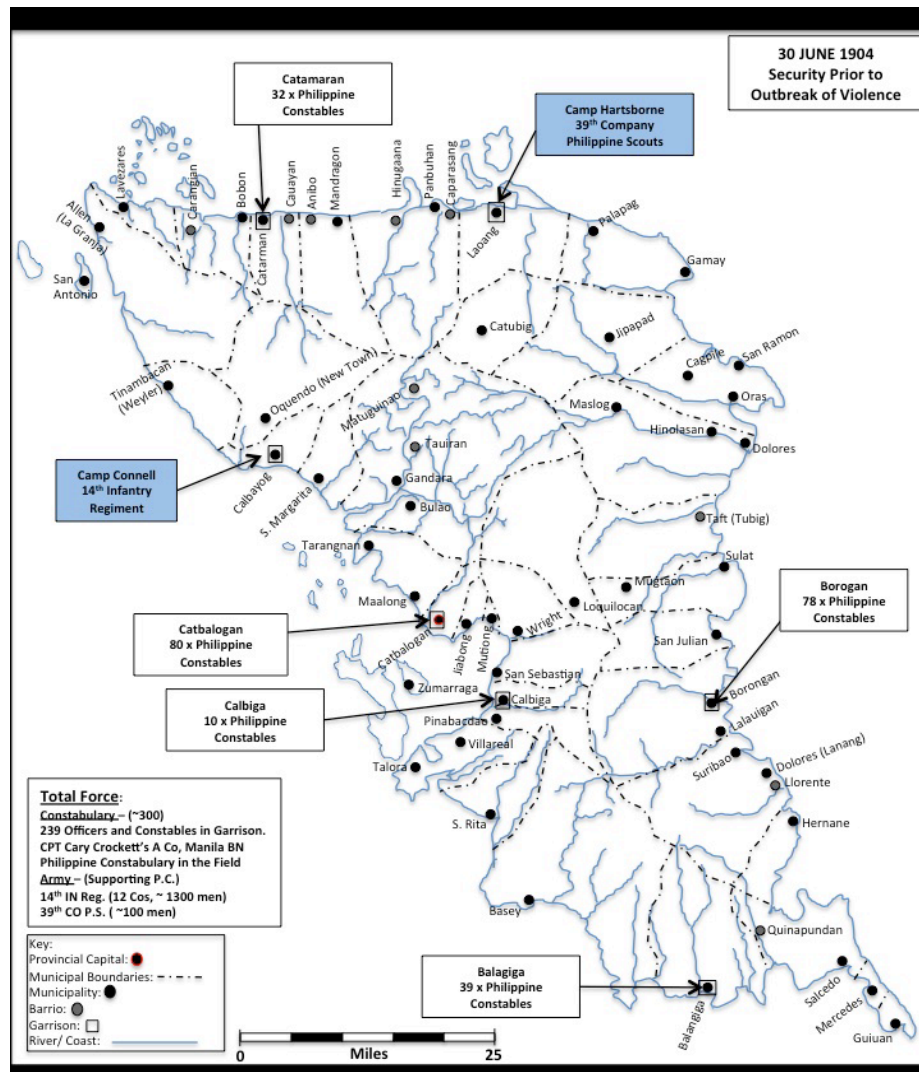 30 JUNE 1904
Security Prior to
Outbreak of Violence
Catamaran
32 x Philippine
Constables
Camp Hartsborne
39th Company
Philippine Scouts
Lavezares
Carangian
Bobon
Cauayan
Anibo
Mandragon
Hinugaana
Panbuhan
Caparasang
Allen
(La Granja)
Catarman
Laoang
Palapag
San
Antonio
Gamay
Catubig
Jipapad
San Ramon
Cagpile
Tinambacan
(Weyler)
Oquendo (New Town)
Matuguinao
Maslog
Oras
Hinolasan
Dolores
Tauiran
Camp Connell
14th Infantry
Regiment
Calbayog
S. Margarita
Gandara
Bulao
Taft (Tubig)
Tarangnan
Sulat
Mugtaon
Maalong
Loquilocan
Borogan
78 x Philippine
Constables
Catbalogan
80 x Philippine
Constables
Catbalogan
Jiabong
Mutiong
Wright
San Julian
San Sebastian
Zumarraga
Calbiga
Borongan
Calbiga
10 x Philippine
Constables
Pinabacdao
Lalauigan
Villareal
Suribao
Talora
Dolores (Lanang)
Llorente
S. Rita
Hernane
Total Force:
Constabulary – (~300)
239 Officers and Constables in Garrison.
CPT Cary Crockett's A Co, Manila BN
Philippine Constabulary in the Field
Army – (Supporting P.C.)
14th IN Reg. (12 Cos, ~ 1300 men)
39th CO P.S. ( ~100 men)
Basey
Quinapundan
Key:
Provincial Capital:
Municipal Boundaries:
Municipality:
Barrio:
Garrison:
River/ Coast:
Balagiga
39 x Philippine
Constables
Balangiga
Salcedo
Mercedes
Guiuan
0
Miles
25